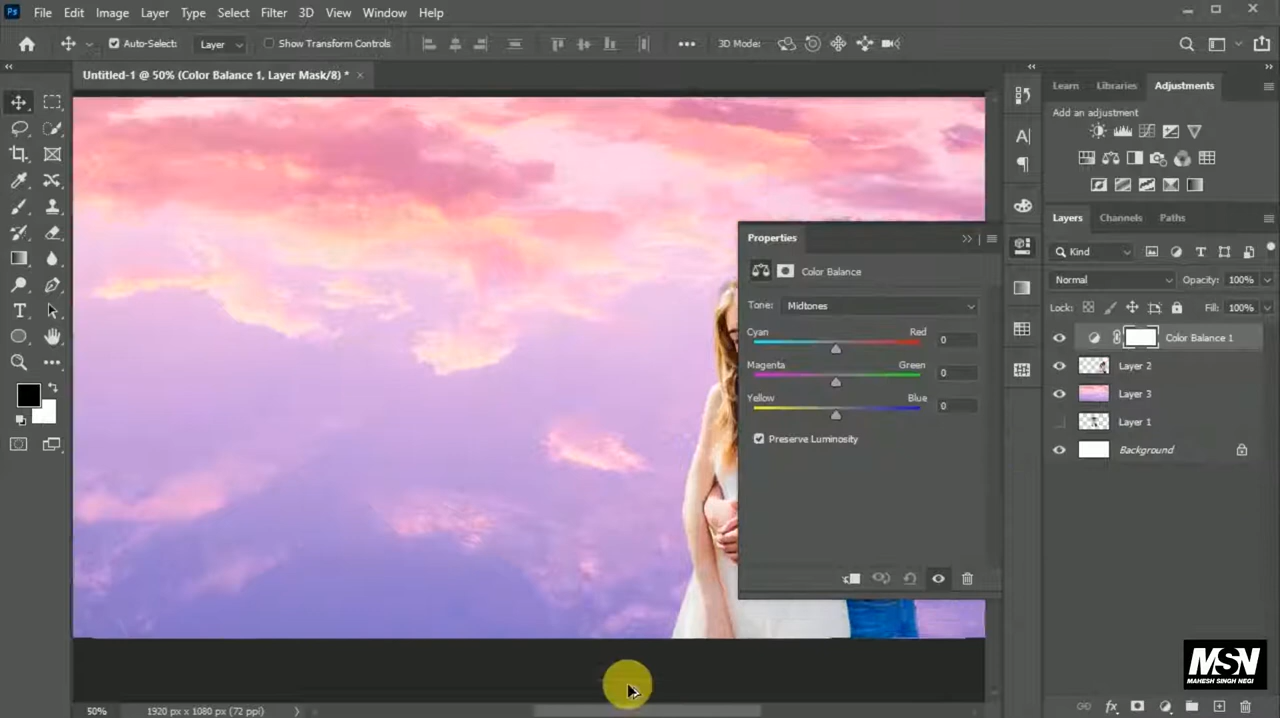 Ps File Edit Image Layer Type Select Filter 3D View Window Help
Auto-Select: Layer Show Transform Controls 3D Mode:
Untitled-1 @ 50% (Color Balance 1, Layer Mask/8) *
Learn Libraries Adjustments
Add an adjustment
Properties
Color Balance
Tone: Midtones
Cyan Red 0
Magenta Green 0
Yellow Blue 0
Preserve Luminosity
Layers Channels Paths
Kind
Normal Opacity: 100%
Lock: Fill: 100%
Color Balance 1
Layer 2
Layer 3
Layer 1
Background
MSN
MAHESH SINGH NEGI
50% 1920 px x 1080 px (72 ppi)